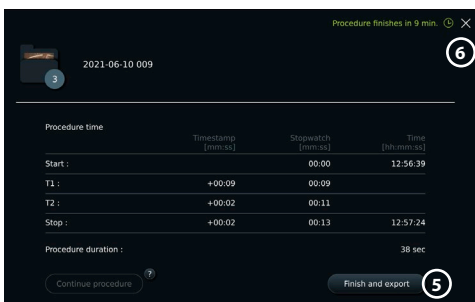 Procedure finishes in 9 min.
6
3
2021-06-10 009
Procedure time
Timestamp [mm:ss] Stopwatch [mm:ss] Time [hh:mm:ss]
Start : 00:00 12:56:39
T1 : +00:09 00:09
T2 : +00:02 00:11
Stop : +00:02 00:13 12:57:24
Procedure duration : 38 sec
Continue procedure ? Finish and export 5